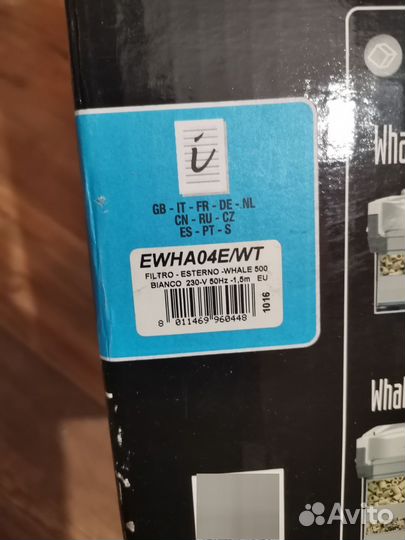 i
GB - IT - FR - DE - NL
CN - RU - CZ
ES - PT - S
EWHA04E/WT
FILTRO - ESTERNO -WHALE 500
BIANCO 230-V 50Hz -1,5m EU
1016
8 011469 960448
Wha
Whal
Avito